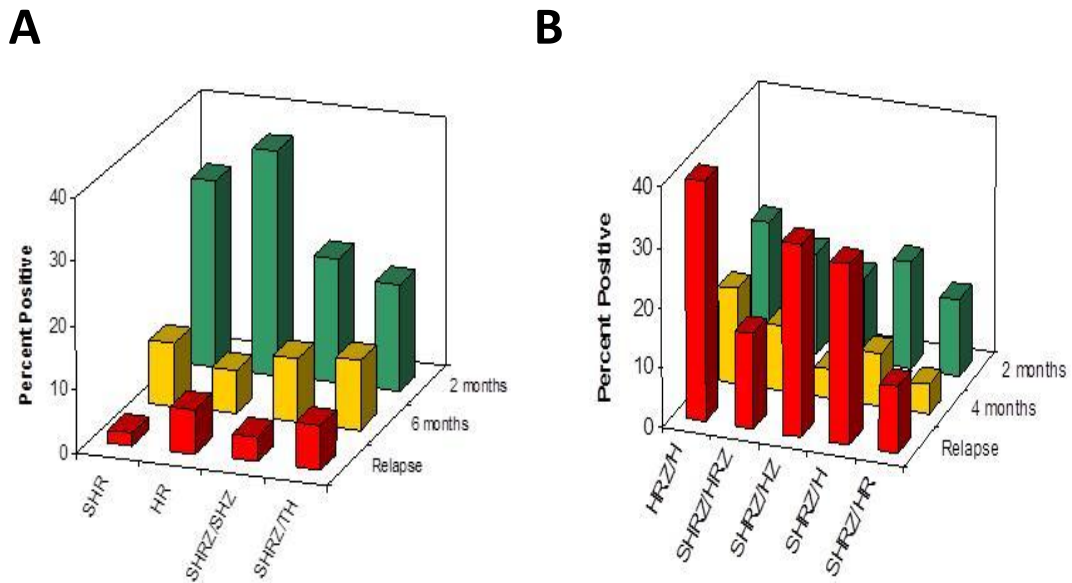 A
Percent Positive
40
30
20
10
0
SHR
HR
SHRZ/SHZ
SHRZ/TH
Relapse
6 months
2 months
B
Percent Positive
40
30
20
10
0
HRZ/H
SHRZ/HRZ
SHRZ/HZ
SHRZ/H
SHRZ/HR
Relapse
4 months
2 months